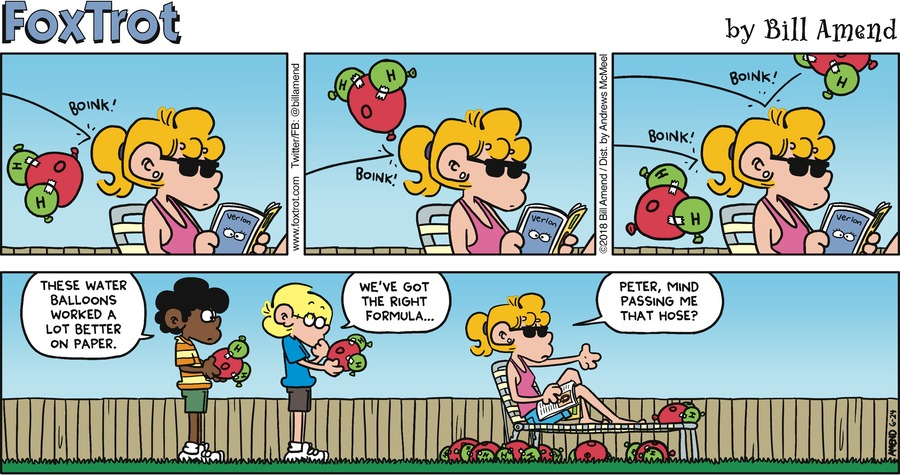 FoxTrot
by Bill Amend
BOINK!
H
O
H
Verlon
www.foxtrot.com Twitter/FB: @billamend
H
H
O
BOINK!
Verlon
©2018 Bill Amend / Dist. by Andrews McMeel
BOINK!
O
H
BOINK!
H
O
H
Verlon
THESE WATER
BALLOONS
WORKED A
LOT BETTER
ON PAPER.
WE'VE GOT
THE RIGHT
FORMULA...
PETER, MIND
PASSING ME
THAT HOSE?
H
O
H
H
O
H
AMEND 6-24